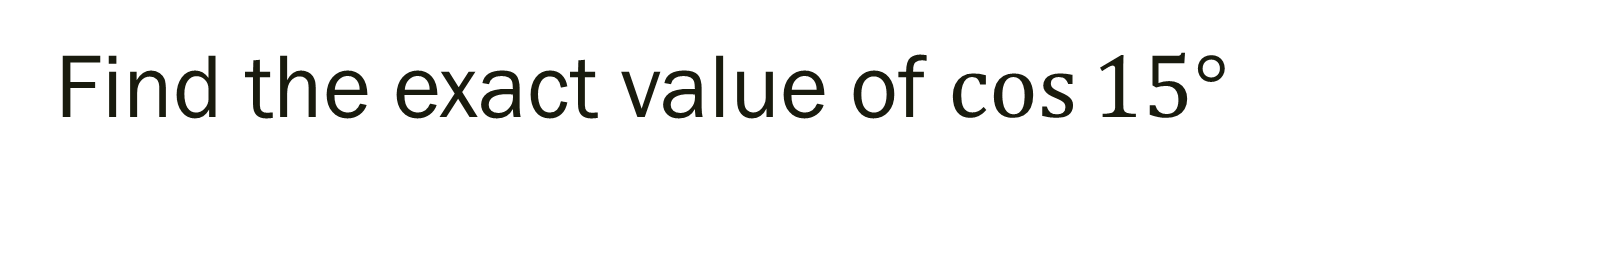 Find the exact value of cos 15°